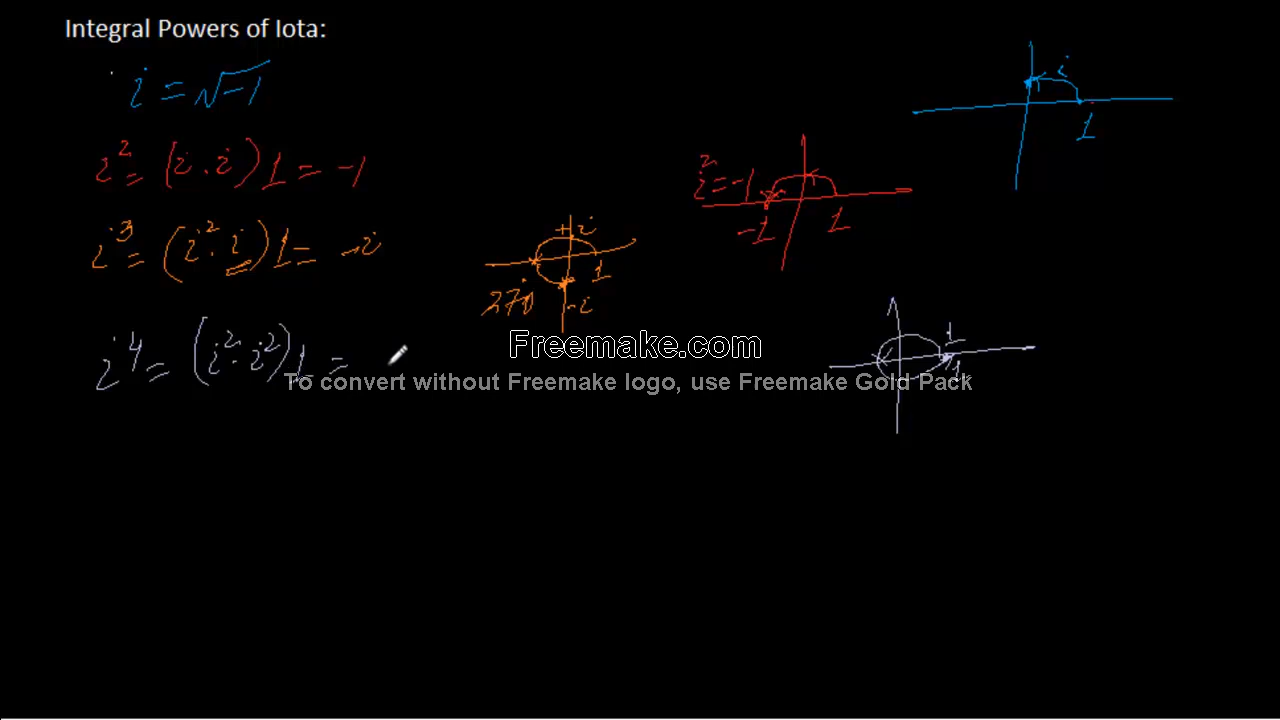 Integral Powers of Iota:
i = √-1
i
1
i² = (i . i) 1 = -1
i² = -1
-1
1
i³ = (i² . i) 1 = -i
+i
1
270°
-i
i⁴ = (i² . i²) 1 =
1
1
Freemake.com
To convert without Freemake logo, use Freemake Gold Pack